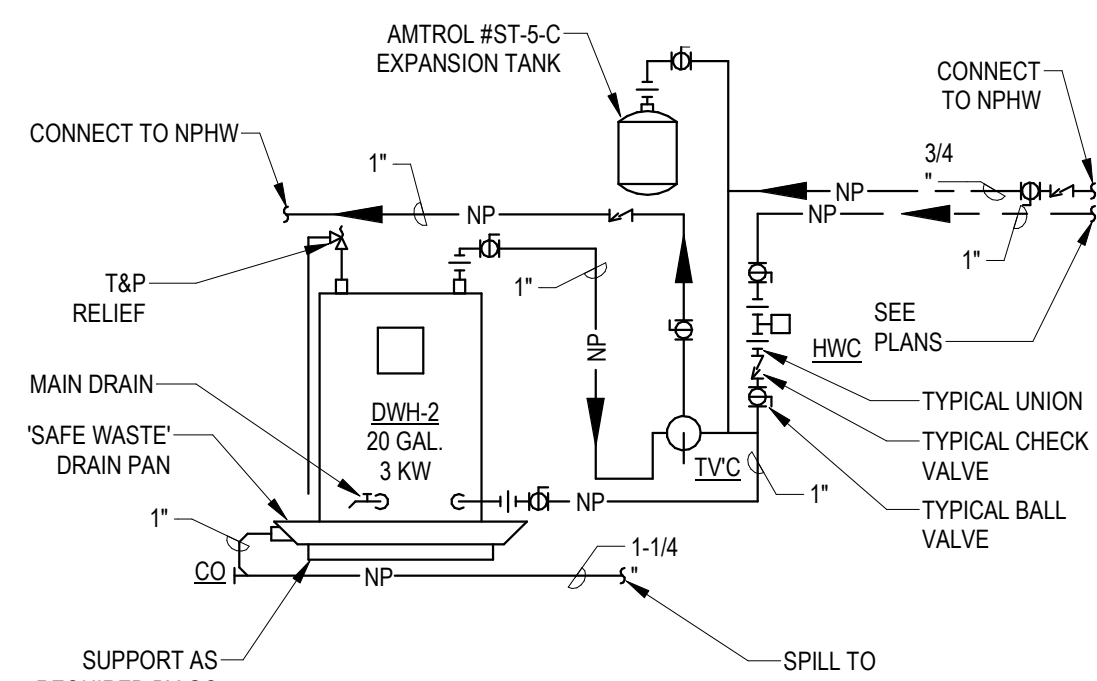 AMTROL #ST-5-C
EXPANSION TANK
CONNECT
TO NPHW
CONNECT TO NPHW
1"
3/4
"
NP
NP
NP
1"
T&P
RELIEF
1"
SEE
PLANS
NP
HWC
MAIN DRAIN
DWH-2
20 GAL.
3 KW
TYPICAL UNION
'SAFE WASTE'
DRAIN PAN
TYPICAL CHECK
VALVE
TV'C
1"
NP
1"
TYPICAL BALL
VALVE
1-1/4
"
CO
NP
SUPPORT AS
SPILL TO